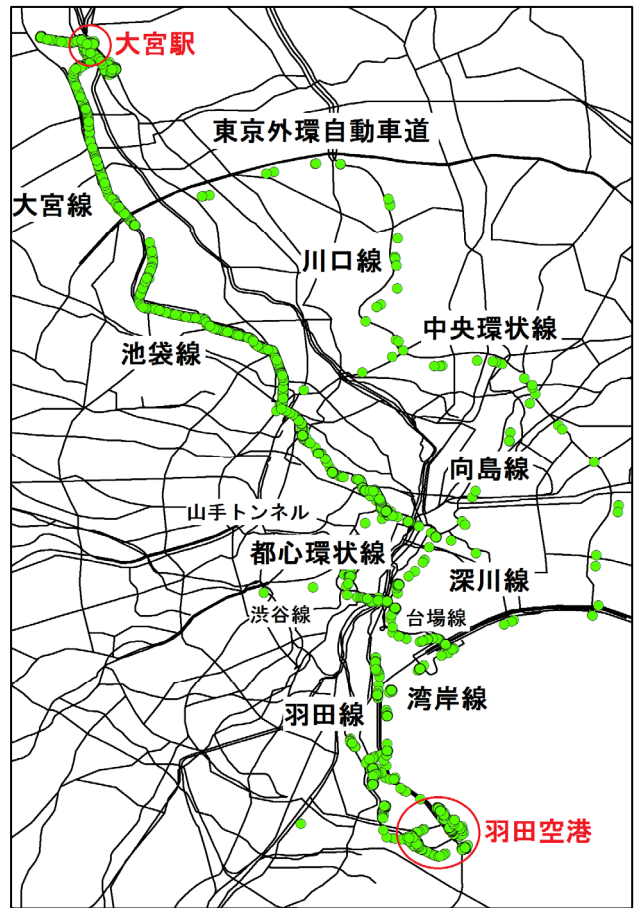 大宮駅
東京外環自動車道
大宮線
川口線
中央環状線
池袋線
向島線
山手トンネル
都心環状線
深川線
渋谷線
台場線
湾岸線
羽田線
羽田空港